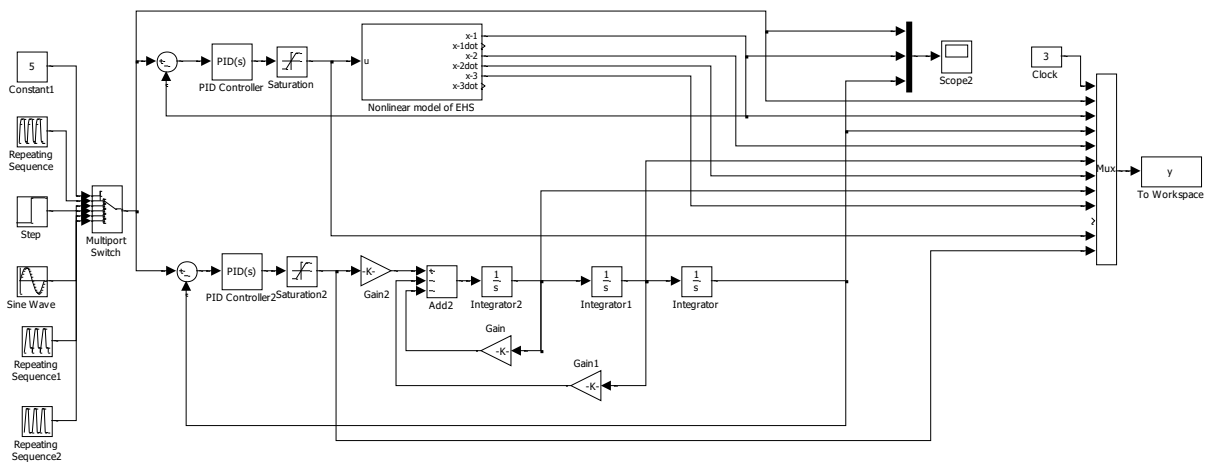 5
Constant1
Repeating
Sequence
Step
Sine Wave
Repeating
Sequence1
Repeating
Sequence2
Multiport
Switch
PID(s)
PID Controller
Saturation
u
x-1
x-1dot
x-2
x-2dot
x-3
x-3dot
Nonlinear model of EHS
Scope2
3
Clock
Mux
y
To Workspace
PID(s)
PID Controller2
Saturation2
-K-
Gain2
Add2
1
s
Integrator2
1
s
Integrator1
1
s
Integrator
Gain
-K-
Gain1
-K-